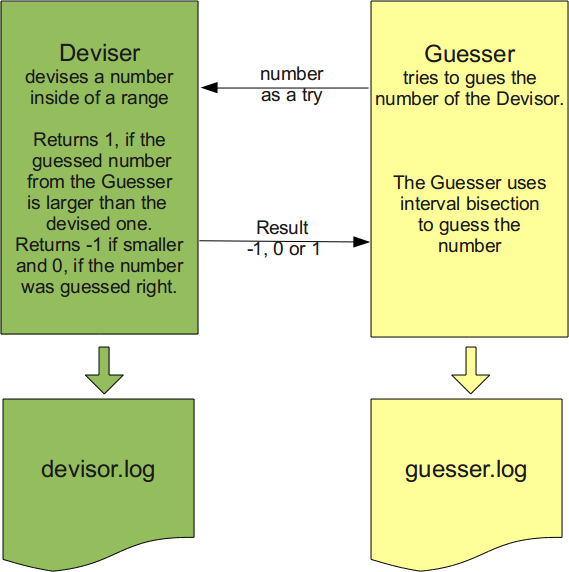 Deviser
devises a number
inside of a range
Returns 1, if the
guessed number
from the Guesser
is larger than the
devised one.
Returns -1 if smaller
and 0, if the number
was guessed right.
number
as a try
Result
-1, 0 or 1
Guesser
tries to gues the
number of the Devisor.
The Guesser uses
interval bisection
to guess the
number
devisor.log
guesser.log